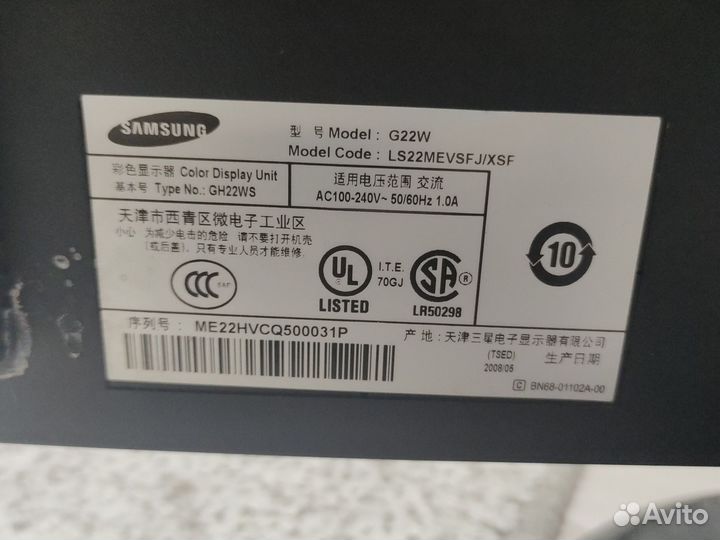 SAMSUNG
型 号 Model : G22W
Model Code : LS22MEVSFJ/XSF
彩色显示器 Color Display Unit
基本号 Type No.: GH22WS
适用电压范围 交流
AC100-240V~ 50/60Hz 1.0A
天津市西青区微电子工业区
小心 为减少电击的危险 请不要打开机壳
(或后盖), 只有专业人员才能维修.
CCC
S&F
UL
LISTED
I.T.E.
70GJ
SA
LR50298
10
序列号 : ME22HVCQ500031P
产 地 : 天津三星电子显示器有限公司
(TSED) 生产日期
2008/06
C BN68-01102A-00
Avito